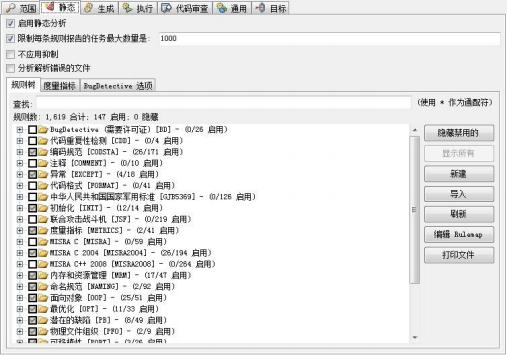 范围 静态 生成 执行 代码审查 通用 目标
启用静态分析
限制每条规则报告的任务最大数量是: 1000
不应用抑制
分析解析错误的文件
规则树 度量指标 BugDetective 选项
查找: (使用 * 作为通配符)
规则数: 1,619 合计: 147 启用; 0 隐藏
BugDetective (需要许可证) [BD] - (0/26 启用)
代码重复性检测 [CDD] - (0/4 启用)
编码规范 [CODSTA] - (26/171 启用)
注释 [COMMENT] - (0/10 启用)
异常 [EXCEPT] - (4/18 启用)
代码格式 [FORMAT] - (0/41 启用)
中华人民共和国国家军用标准 [GJB5369] - (0/126 启用)
初始化 [INIT] - (12/14 启用)
联合攻击战斗机 [JSF] - (0/219 启用)
度量指标 [METRICS] - (2/41 启用)
MISRA C [MISRA] - (0/59 启用)
MISRA C 2004 [MISRA2004] - (26/194 启用)
MISRA C++ 2008 [MISRA2008] - (0/264 启用)
内存和资源管理 [MRM] - (17/47 启用)
命名规范 [NAMING] - (2/92 启用)
面向对象 [OOP] - (25/51 启用)
最优化 [OPT] - (11/33 启用)
潜在的缺陷 [PB] - (8/49 启用)
物理文件组织 [PFO] - (2/9 启用)
可移植性 [PORT] - (2/26 启用)
隐藏禁用的
显示所有
新建
导入
刷新
编辑 Rulemap
打印文件